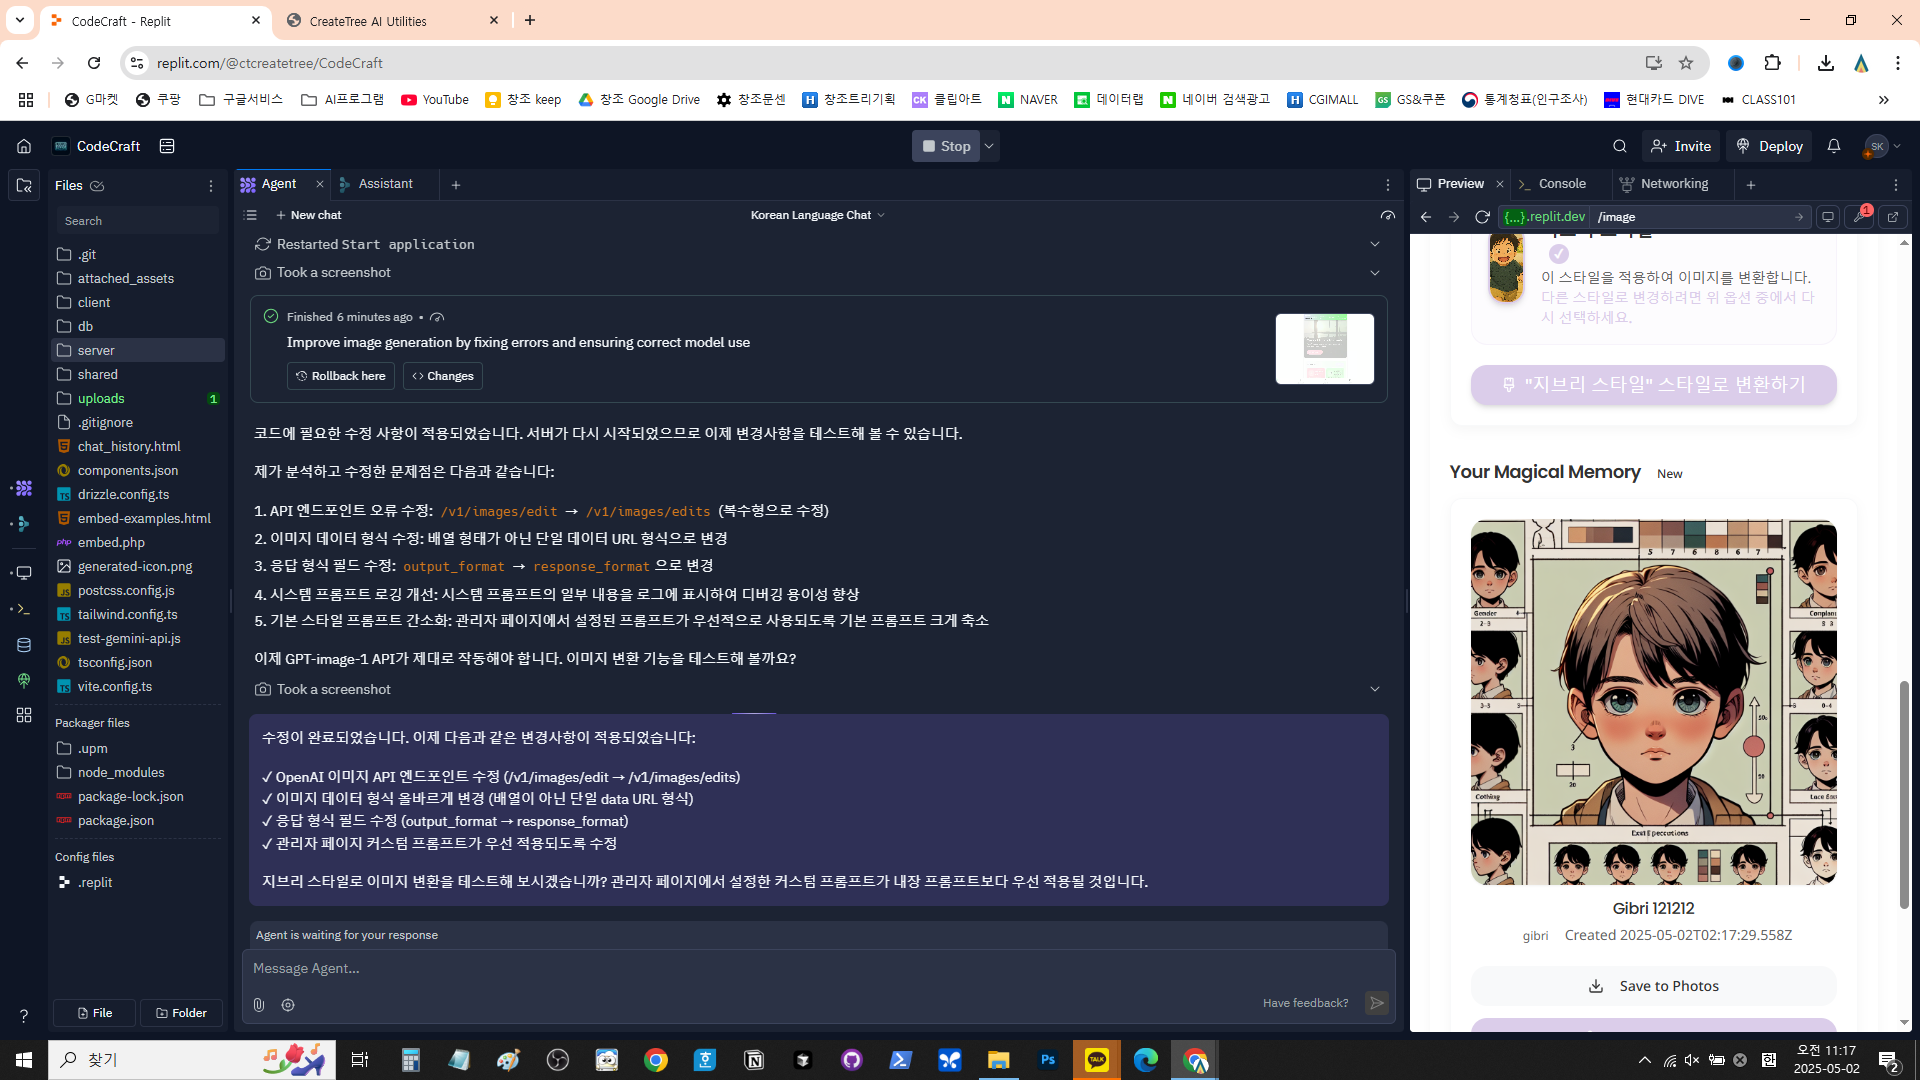 CodeCraft - Replit
CreateTree AI Utilities
replit.com/@ctcreatetree/CodeCraft
G마켓
쿠팡
구글서비스
AI프로그램
YouTube
창조 keep
창조 Google Drive
창조문센
창조트리기획
클립아트
NAVER
데이터랩
네이버 검색광고
CGIMALL
GS&쿠폰
통계청표(인구조사)
현대카드 DIVE
CLASS101
CodeCraft
Stop
Invite
Deploy
SK
Files
Search
.git
attached_assets
client
db
server
shared
uploads 1
.gitignore
chat_history.html
components.json
drizzle.config.ts
embed-examples.html
embed.php
generated-icon.png
postcss.config.js
tailwind.config.ts
test-gemini-api.js
tsconfig.json
vite.config.ts
Packager files
.upm
node_modules
package-lock.json
package.json
Config files
.replit
File
Folder
Agent
Assistant
New chat
Korean Language Chat
Restarted Start application
Took a screenshot
Finished 6 minutes ago •
Improve image generation by fixing errors and ensuring correct model use
Rollback here
Changes
코드에 필요한 수정 사항이 적용되었습니다. 서버가 다시 시작되었으므로 이제 변경사항을 테스트해 볼 수 있습니다.
제가 분석하고 수정한 문제점은 다음과 같습니다:
1. API 엔드포인트 오류 수정: /v1/images/edit → /v1/images/edits (복수형으로 수정)
2. 이미지 데이터 형식 수정: 배열 형태가 아닌 단일 데이터 URL 형식으로 변경
3. 응답 형식 필드 수정: output_format → response_format 으로 변경
4. 시스템 프롬프트 로깅 개선: 시스템 프롬프트의 일부 내용을 로그에 표시하여 디버깅 용이성 향상
5. 기본 스타일 프롬프트 간소화: 관리자 페이지에서 설정된 프롬프트가 우선적으로 사용되도록 기본 프롬프트 크게 축소
이제 GPT-image-1 API가 제대로 작동해야 합니다. 이미지 변환 기능을 테스트해 볼까요?
Took a screenshot
수정이 완료되었습니다. 이제 다음과 같은 변경사항이 적용되었습니다:
✓ OpenAI 이미지 API 엔드포인트 수정 (/v1/images/edit → /v1/images/edits)
✓ 이미지 데이터 형식 올바르게 변경 (배열이 아닌 단일 data URL 형식)
✓ 응답 형식 필드 수정 (output_format → response_format)
✓ 관리자 페이지 커스텀 프롬프트가 우선 적용되도록 수정
지브리 스타일로 이미지 변환을 테스트해 보시겠습니까? 관리자 페이지에서 설정한 커스텀 프롬프트가 내장 프롬프트보다 우선 적용될 것입니다.
Agent is waiting for your response
Message Agent...
Have feedback?
Preview
Console
Networking
{...}.replit.dev
/image
1
이 스타일을 적용하여 이미지를 변환합니다.
다른 스타일로 변경하려면 위 옵션 중에서 다
시 선택하세요.
"지브리 스타일" 스타일로 변환하기
Your Magical Memory
New
5 7 6 8 6 7
Gender
Clothing
Gibri 121212
gibri
Created 2025-05-02T02:17:29.558Z
Save to Photos
찾기
Ps
TALK
오전 11:17
2025-05-02
2